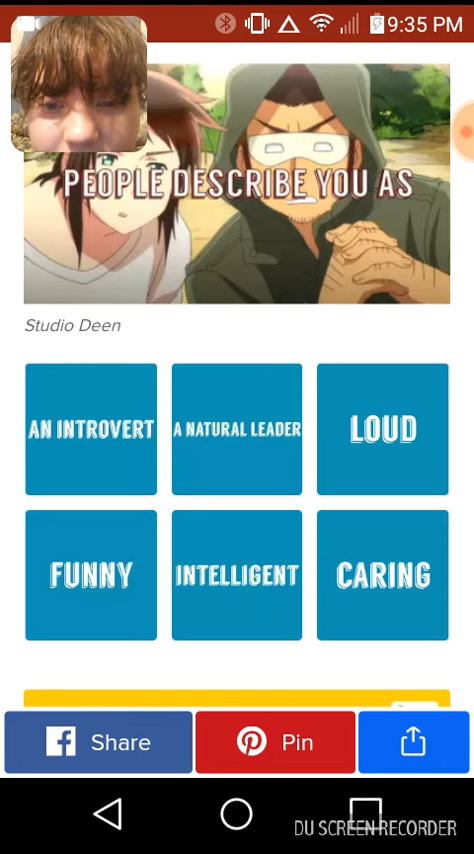 9:35 PM
PEOPLE DESCRIBE YOU AS
Studio Deen
AN INTROVERT
A NATURAL LEADER
LOUD
FUNNY
INTELLIGENT
CARING
Share
Pin
DU SCREEN RECORDER